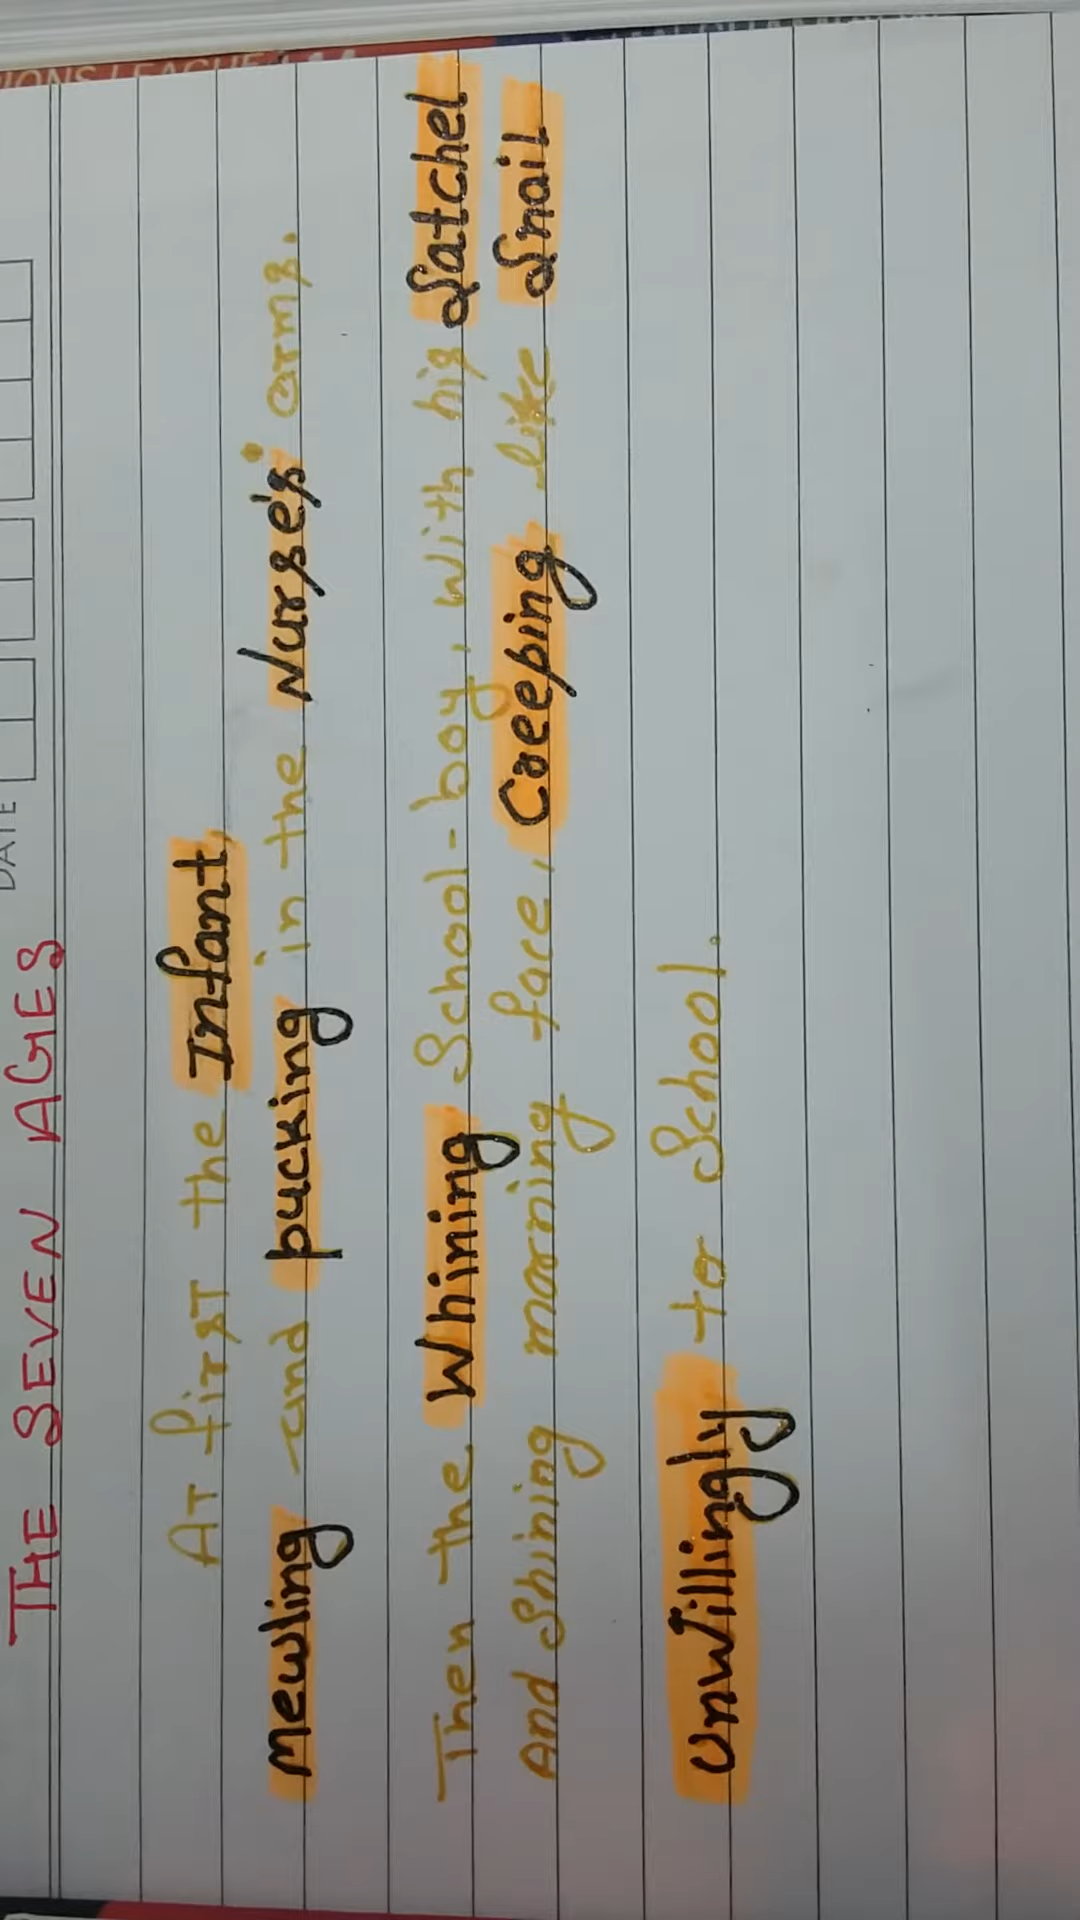 DATE
THE SEVEN AGES
At first the Infant,
mewling and pucking in the Nurse's arms.
Then the Whining School-boy, with his Satchel
And Shining morning face, Creeping like Snail
Unwillingly to School.